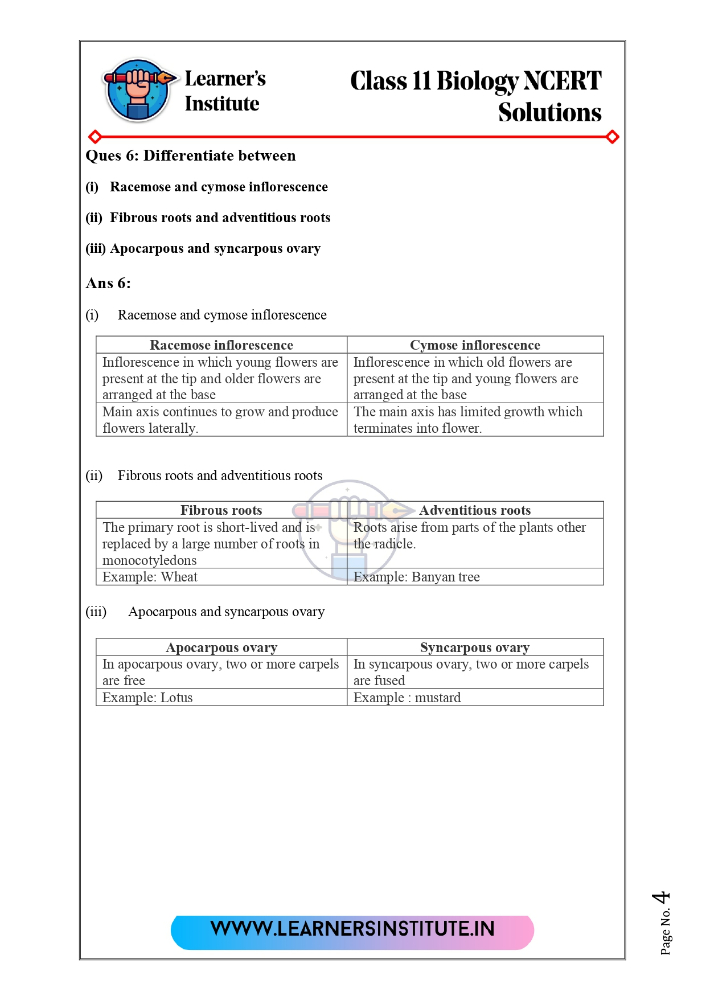 Learner's
Institute
Class 11 Biology NCERT
Solutions
Ques 6: Differentiate between
(i) Racemose and cymose inflorescence
(ii) Fibrous roots and adventitious roots
(iii) Apocarpous and syncarpous ovary
Ans 6:
(i) Racemose and cymose inflorescence
Racemose inflorescence | Cymose inflorescence
Inflorescence in which young flowers are | Inflorescence in which old flowers are
present at the tip and older flowers are | present at the tip and young flowers are
arranged at the base | arranged at the base
Main axis continues to grow and produce | The main axis has limited growth which
flowers laterally. | terminates into flower.
(ii) Fibrous roots and adventitious roots
Fibrous roots | Adventitious roots
The primary root is short-lived and is | Roots arise from parts of the plants other
replaced by a large number of roots in | the radicle.
monocotyledons
Example: Wheat | Example: Banyan tree
(iii) Apocarpous and syncarpous ovary
Apocarpous ovary | Syncarpous ovary
In apocarpous ovary, two or more carpels | In syncarpous ovary, two or more carpels
are free | are fused
Example: Lotus | Example : mustard
WWW.LEARNERSINSTITUTE.IN
Page No. 4